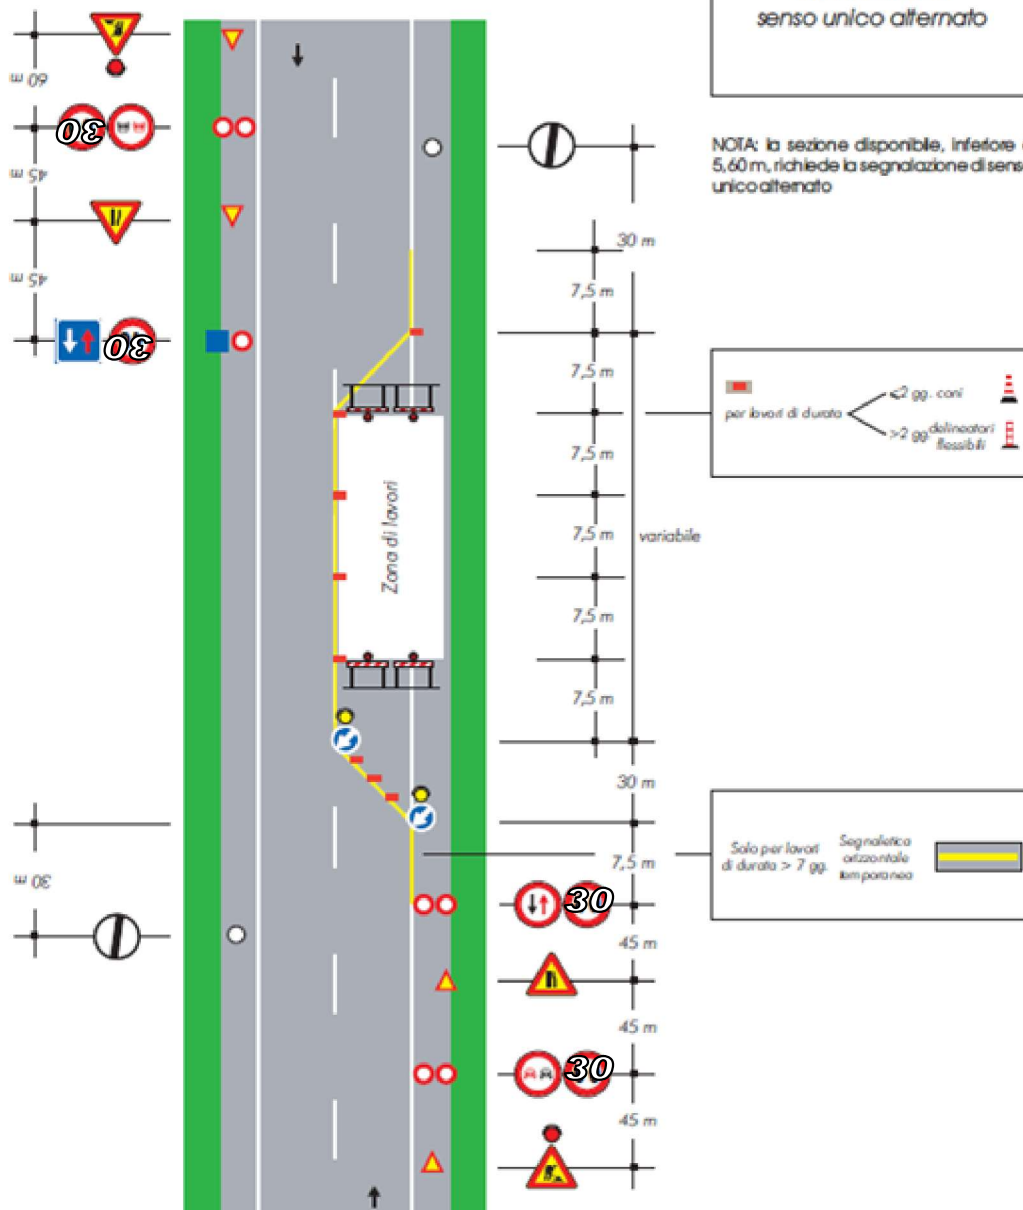 senso unico alternato
NOTA: la sezione disponibile, inferiore
5,60 m, richiede la segnalazione di senso
unico alternato
60 m
30
45 m
45 m
30
30 m
7,5 m
7,5 m
7,5 m
7,5 m
variabile
7,5 m
7,5 m
Zona di lavori
per lavori di durata
⩽2 gg. coni
>2 gg. delineatori
flessibili
30 m
7,5 m
Solo per lavori
di durata > 7 gg.
Segnaletica
orizzontale
temporanea
30 m
30
45 m
45 m
30
45 m